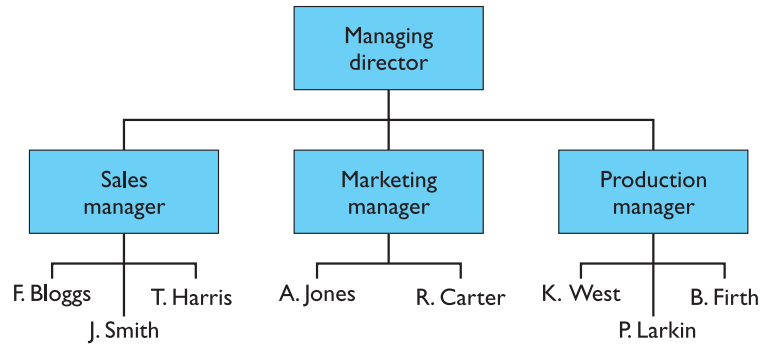 Managing
director
Sales
manager
Marketing
manager
Production
manager
F. Bloggs
T. Harris
J. Smith
A. Jones
R. Carter
K. West
B. Firth
P. Larkin